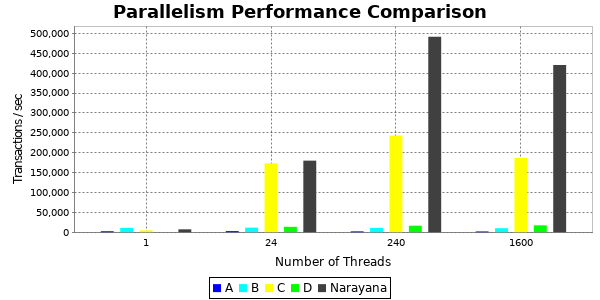 Parallelism Performance Comparison
Transactions / sec
500,000
450,000
400,000
350,000
300,000
250,000
200,000
150,000
100,000
50,000
0
1 24 240 1600
Number of Threads
A B C D Narayana